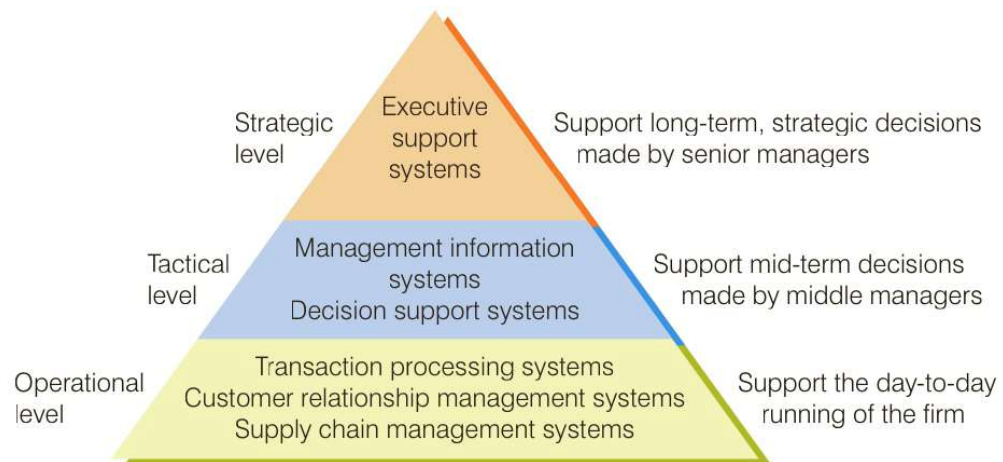 Strategic
level
Executive
support
systems
Support long-term, strategic decisions
made by senior managers
Tactical
level
Management information
systems
Decision support systems
Support mid-term decisions
made by middle managers
Operational
level
Transaction processing systems
Customer relationship management systems
Supply chain management systems
Support the day-to-day
running of the firm